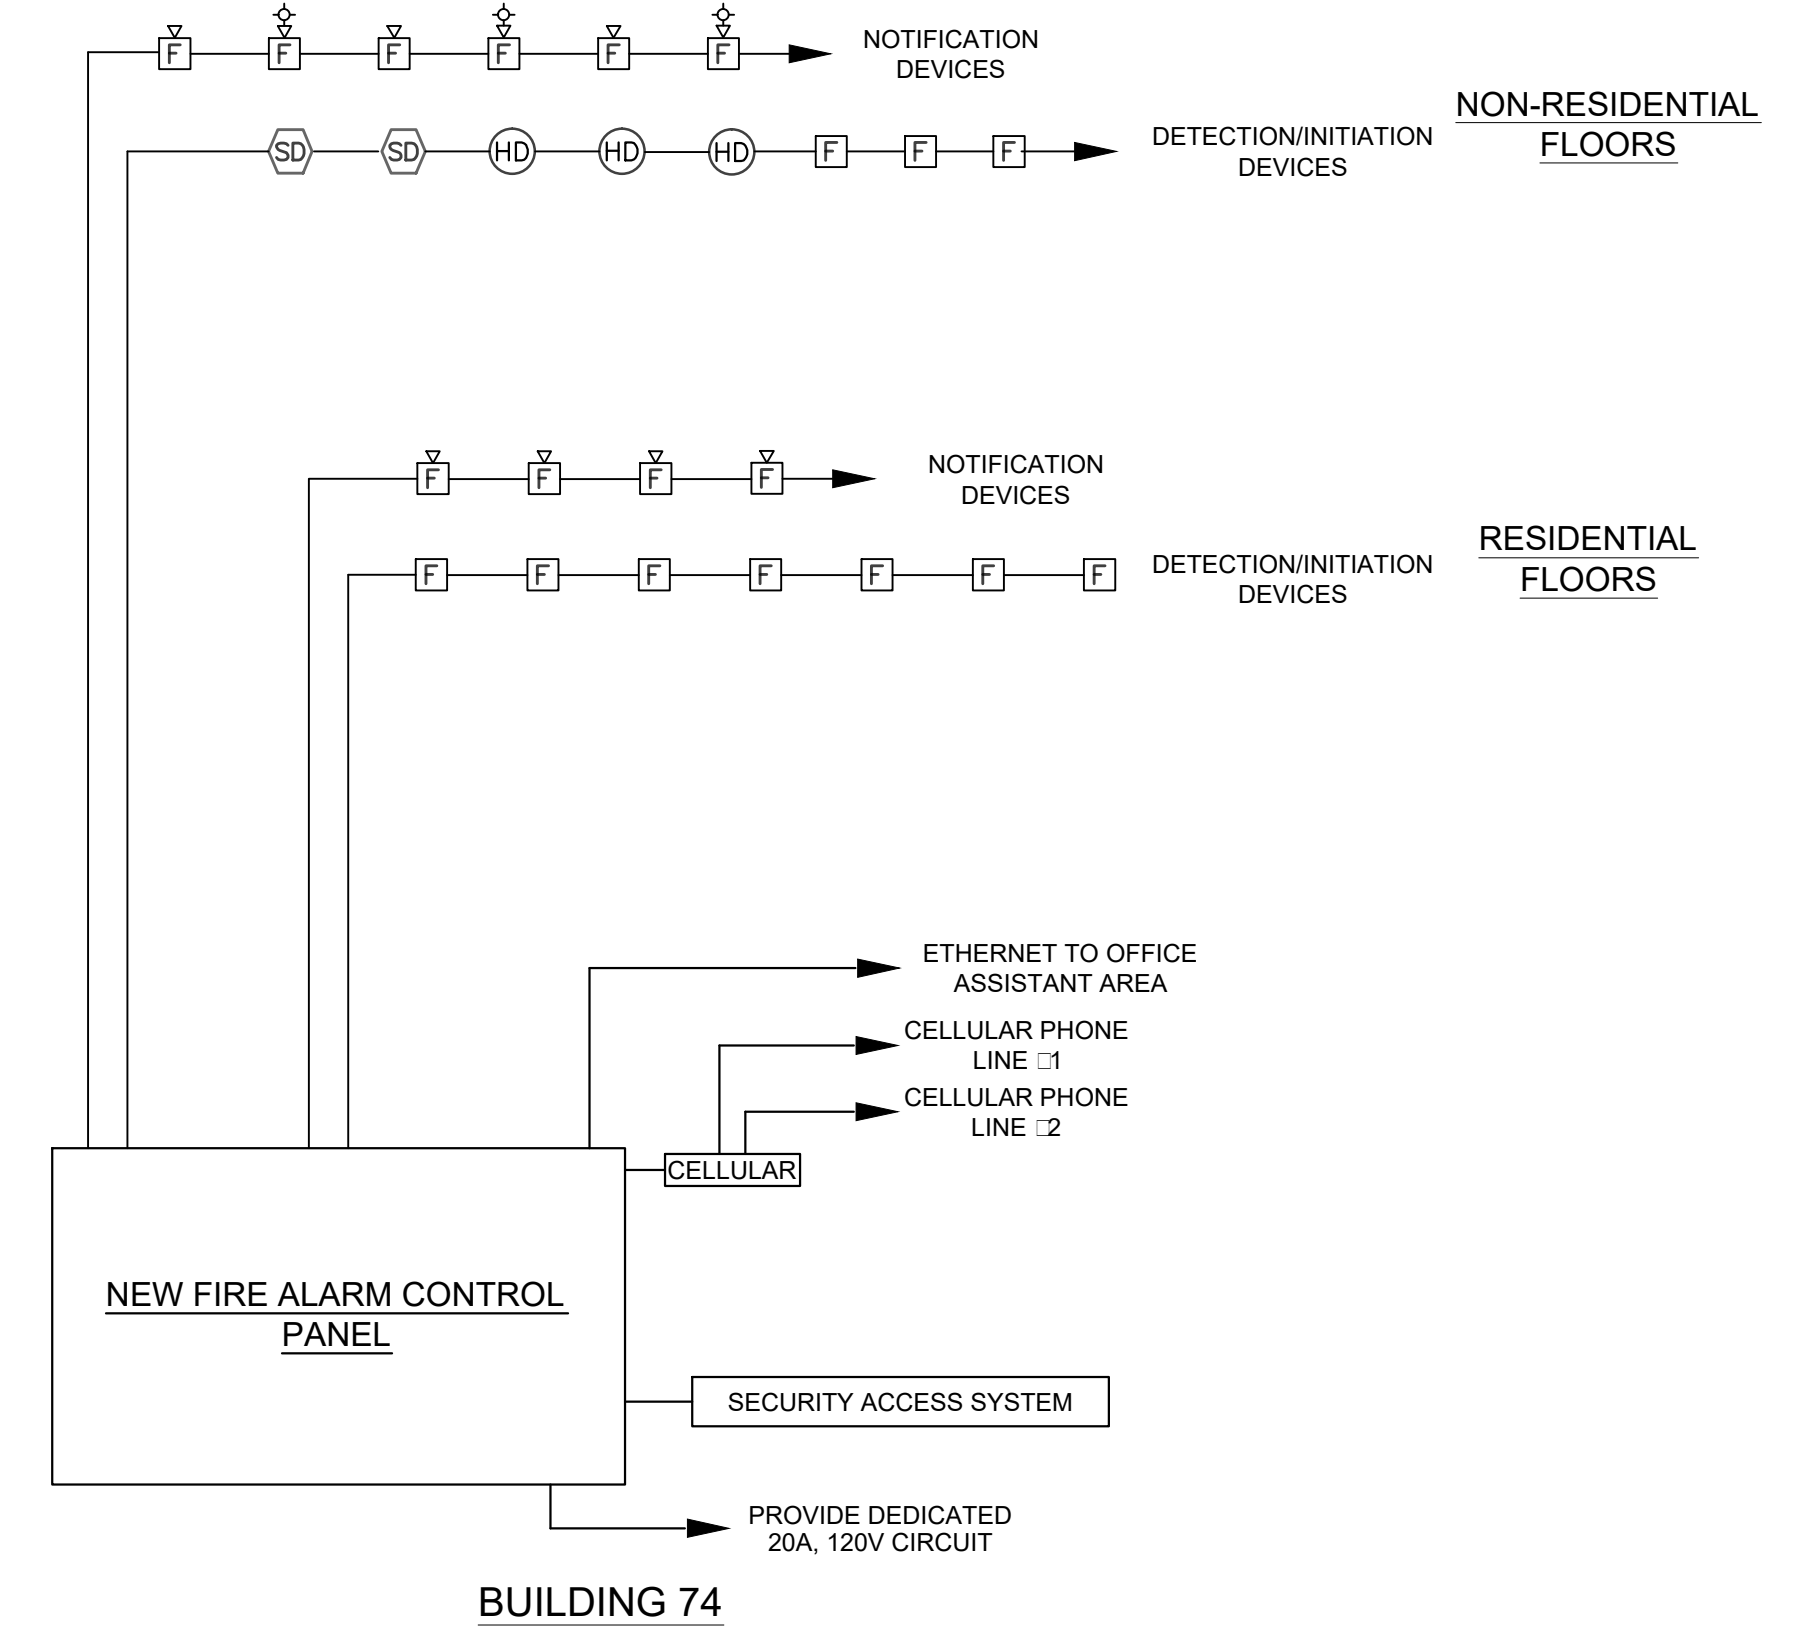 F F F F F F
NOTIFICATION
DEVICES
NON-RESIDENTIAL
FLOORS
SD SD HD HD HD F F F
DETECTION/INITIATION
DEVICES
F F F F
NOTIFICATION
DEVICES
RESIDENTIAL
FLOORS
F F F F F F F
DETECTION/INITIATION
DEVICES
ETHERNET TO OFFICE
ASSISTANT AREA
CELLULAR PHONE
LINE □1
CELLULAR PHONE
LINE □2
CELLULAR
NEW FIRE ALARM CONTROL
PANEL
SECURITY ACCESS SYSTEM
PROVIDE DEDICATED
20A, 120V CIRCUIT
BUILDING 74